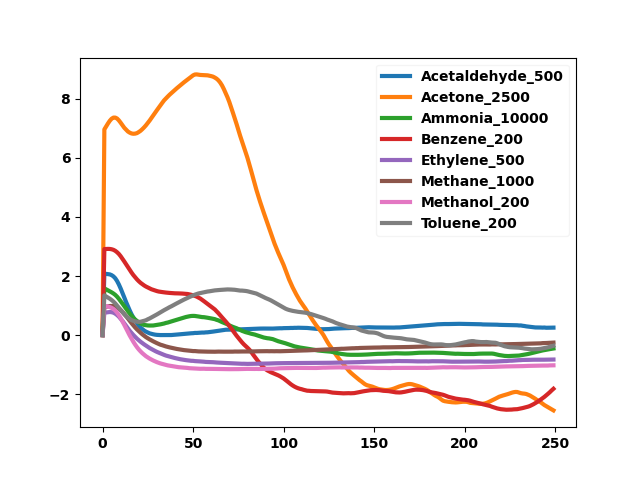 Acetaldehyde_500
Acetone_2500
Ammonia_10000
Benzene_200
Ethylene_500
Methane_1000
Methanol_200
Toluene_200
8
6
4
2
0
−2
0 50 100 150 200 250